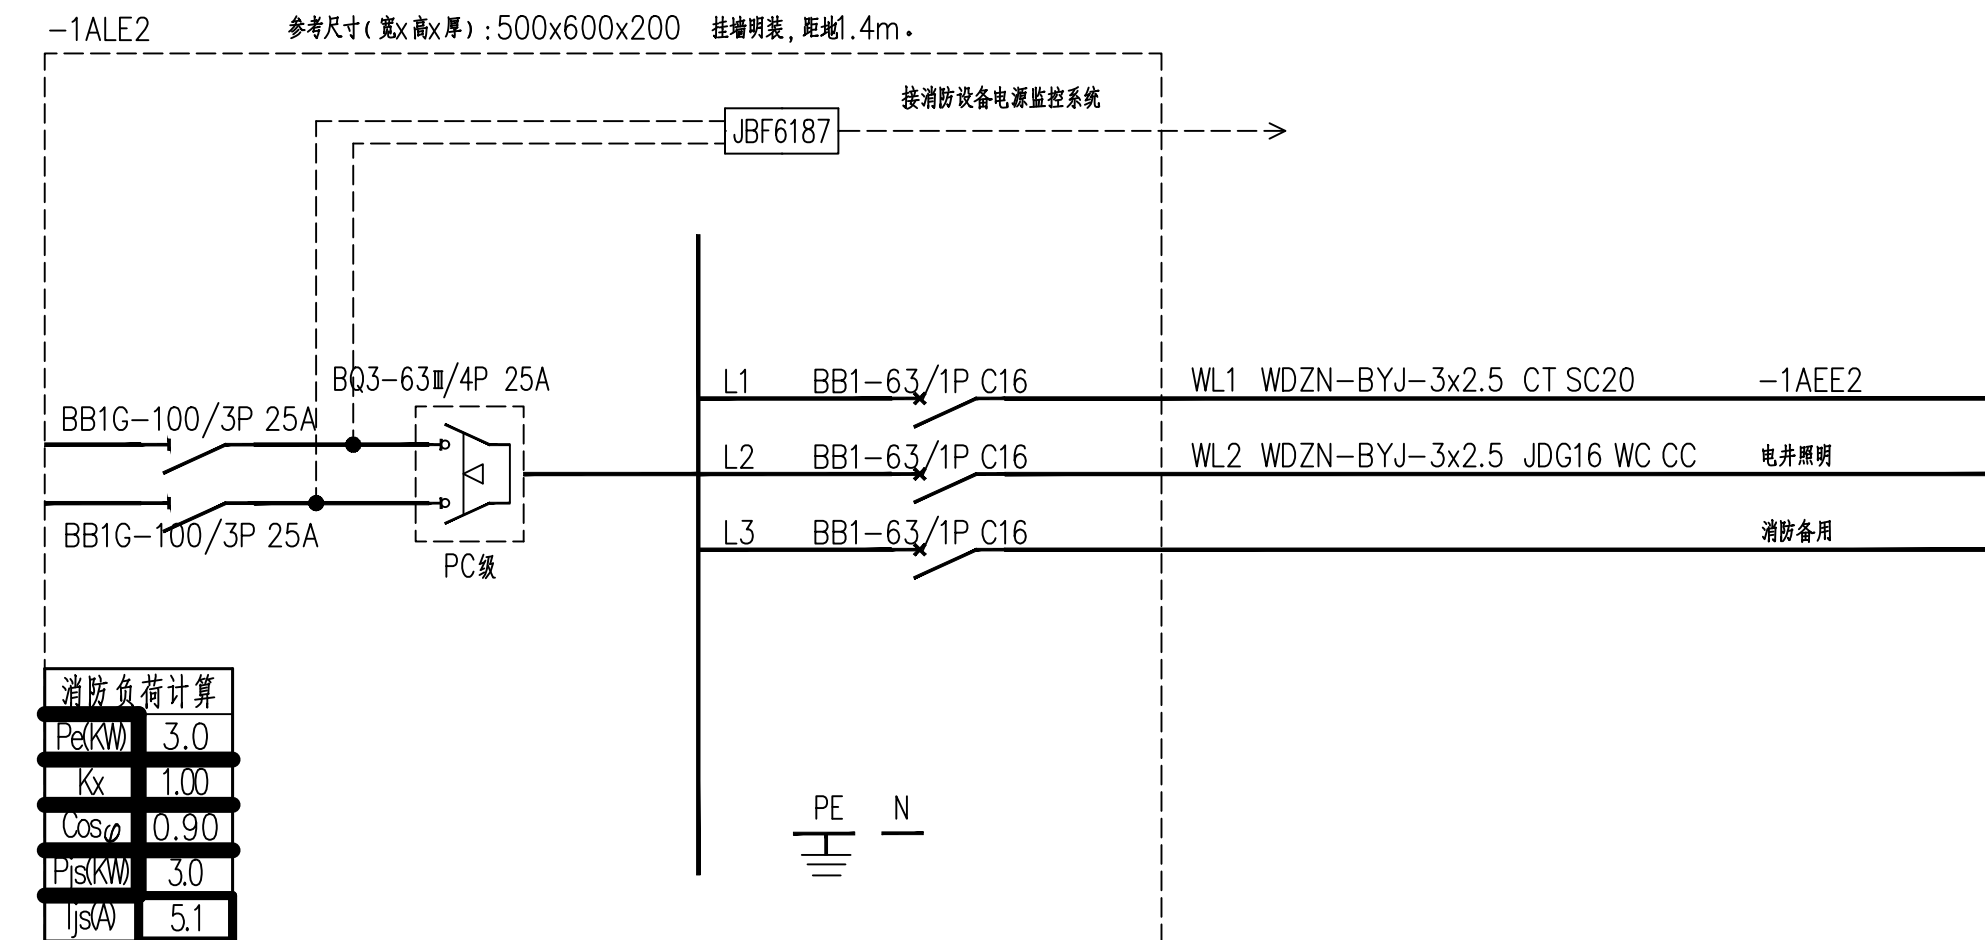 -1ALE2 参考尺寸(宽x高x厚):500x600x200 挂墙明装,距地1.4m.
接消防设备电源监控系统
JBF6187
BQ3-63Ⅲ/4P 25A
L1 BB1-63/1P C16 WL1 WDZN-BYJ-3x2.5 CT SC20 -1AEE2
BB1G-100/3P 25A
L2 BB1-63/1P C16 WL2 WDZN-BYJ-3x2.5 JDG16 WC CC 电井照明
BB1G-100/3P 25A
L3 BB1-63/1P C16 消防备用
PC级
消防负荷计算
Pe(KW) 3.0
Kx 1.00
PE N
Cosφ 0.90
Pjs(KW) 3.0
Ijs(A) 5.1